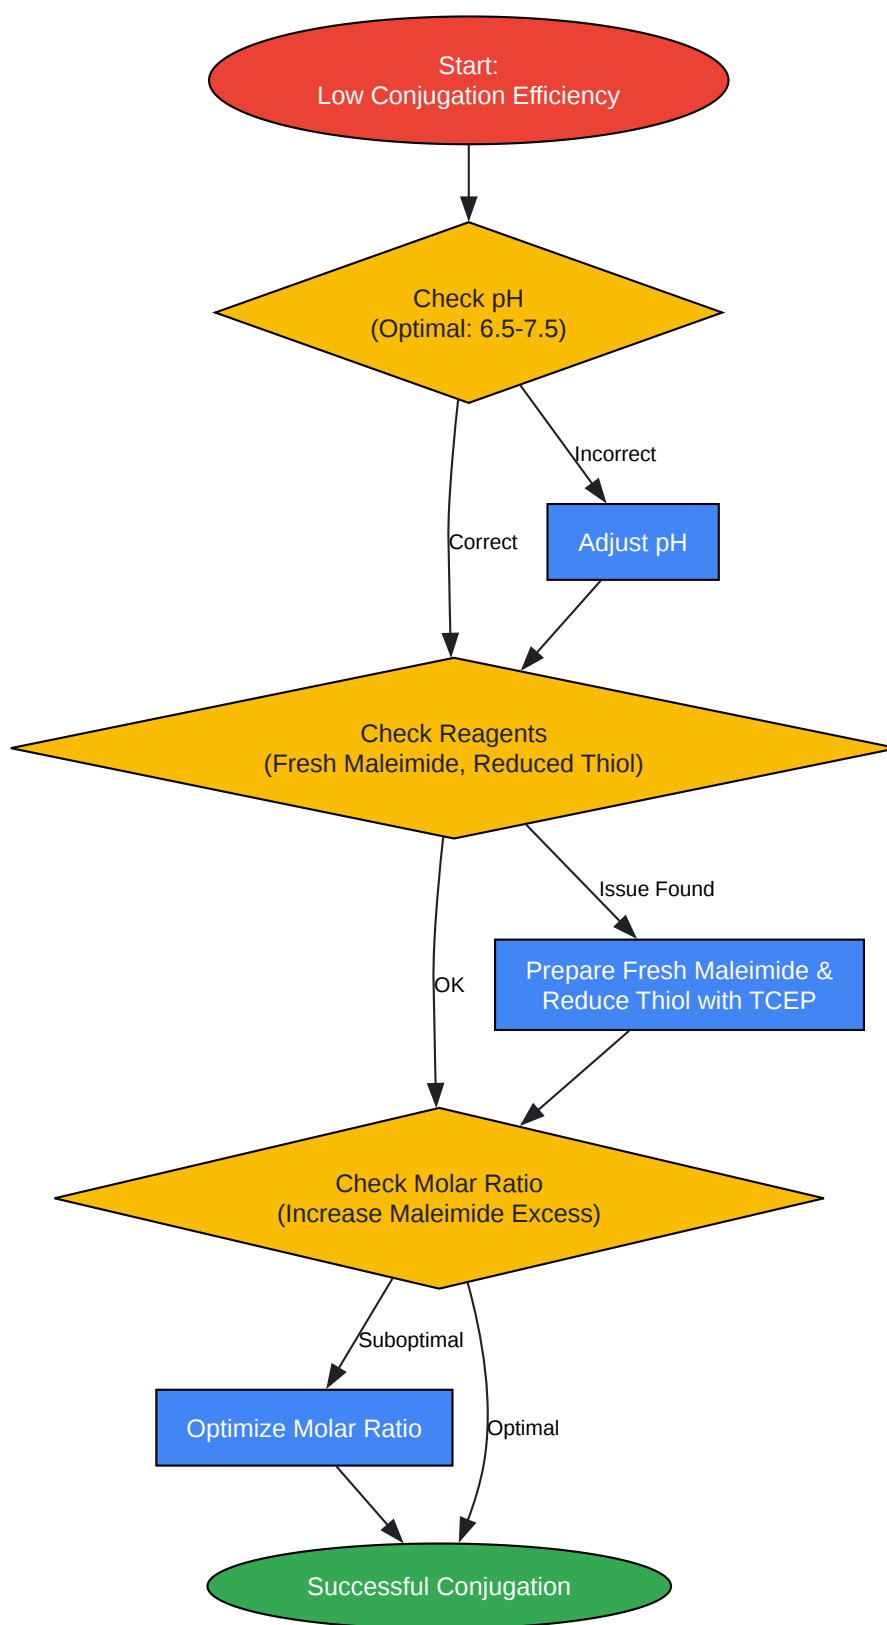 Start:
Low Conjugation Efficiency
Check pH
(Optimal: 6.5-7.5)
Incorrect
Correct
Adjust pH
Check Reagents
(Fresh Maleimide, Reduced Thiol)
Issue Found
OK
Prepare Fresh Maleimide &
Reduce Thiol with TCEP
Check Molar Ratio
(Increase Maleimide Excess)
Suboptimal
Optimize Molar Ratio
Optimal
Successful Conjugation